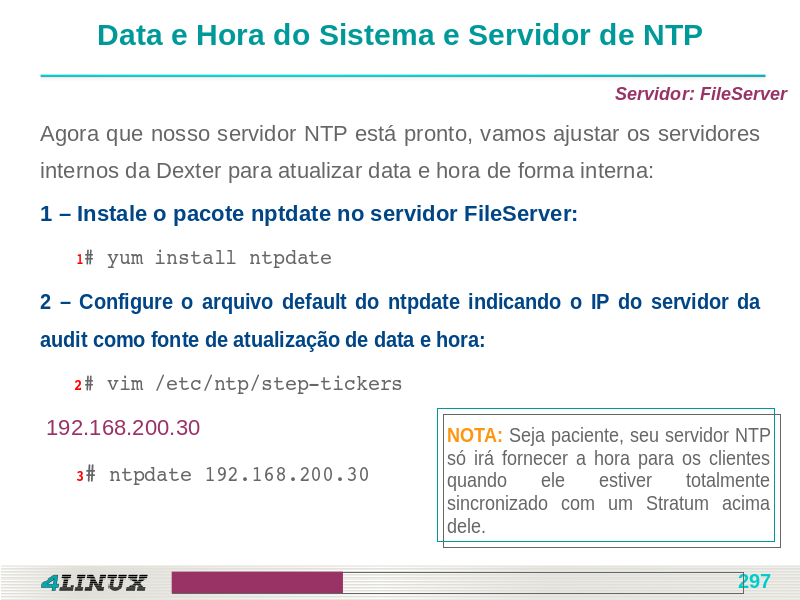 Data e Hora do Sistema e Servidor de NTP
Servidor: FileServer
Agora que nosso servidor NTP está pronto, vamos ajustar os servidores
internos da Dexter para atualizar data e hora de forma interna:
1 – Instale o pacote nptdate no servidor FileServer:
1# yum install ntpdate
2 – Configure o arquivo default do ntpdate indicando o IP do servidor da
audit como fonte de atualização de data e hora:
2# vim /etc/ntp/step-tickers
192.168.200.30
3# ntpdate 192.168.200.30
NOTA: Seja paciente, seu servidor NTP
só irá fornecer a hora para os clientes
quando ele estiver totalmente
sincronizado com um Stratum acima
dele.
4LINUX
297